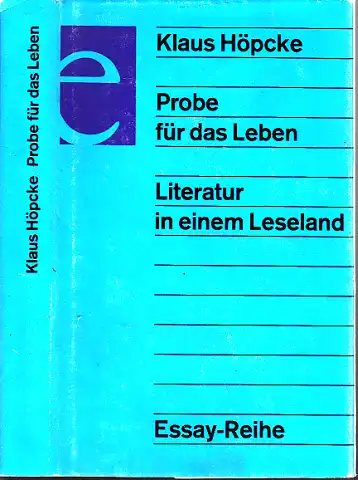 Klaus Höpcke Probe für das Leben
e
Klaus Höpcke
Probe
für das Leben
Literatur
in einem Leseland
Essay-Reihe